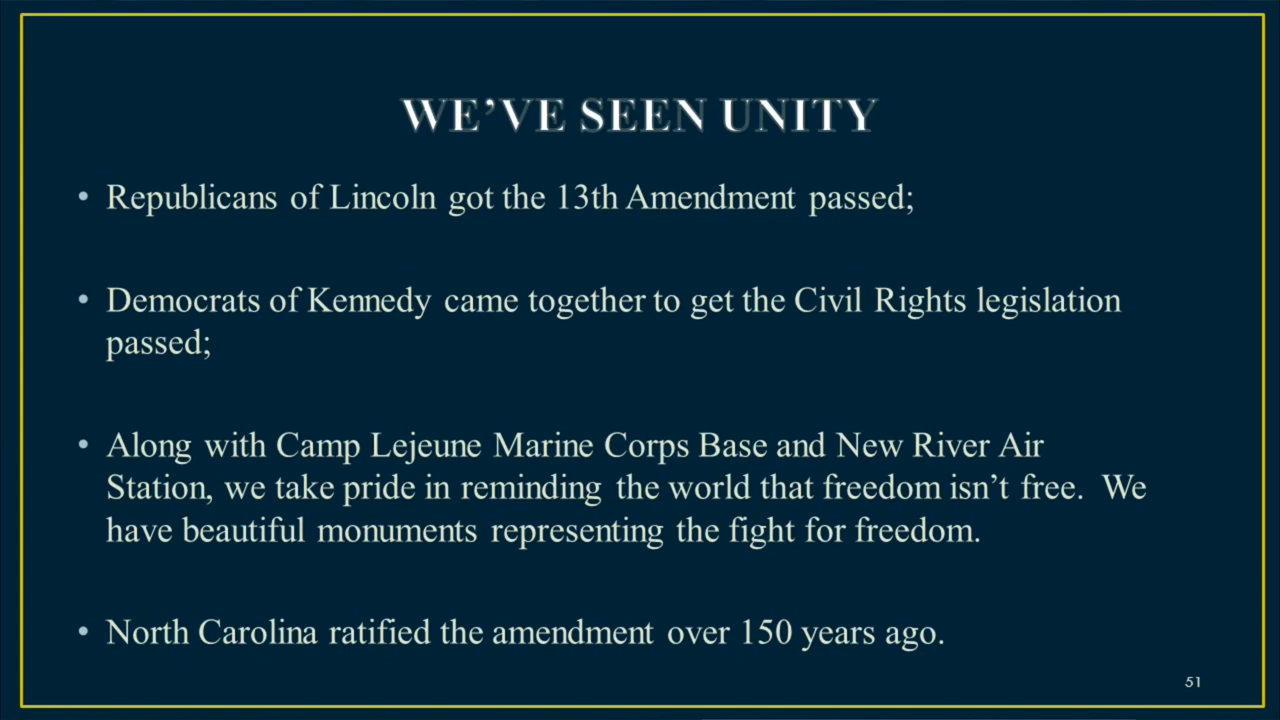 WE’VE SEEN UNITY
• Republicans of Lincoln got the 13th Amendment passed;
• Democrats of Kennedy came together to get the Civil Rights legislation
passed;
• Along with Camp Lejeune Marine Corps Base and New River Air
Station, we take pride in reminding the world that freedom isn’t free.  We
have beautiful monuments representing the fight for freedom.
• North Carolina ratified the amendment over 150 years ago.
51